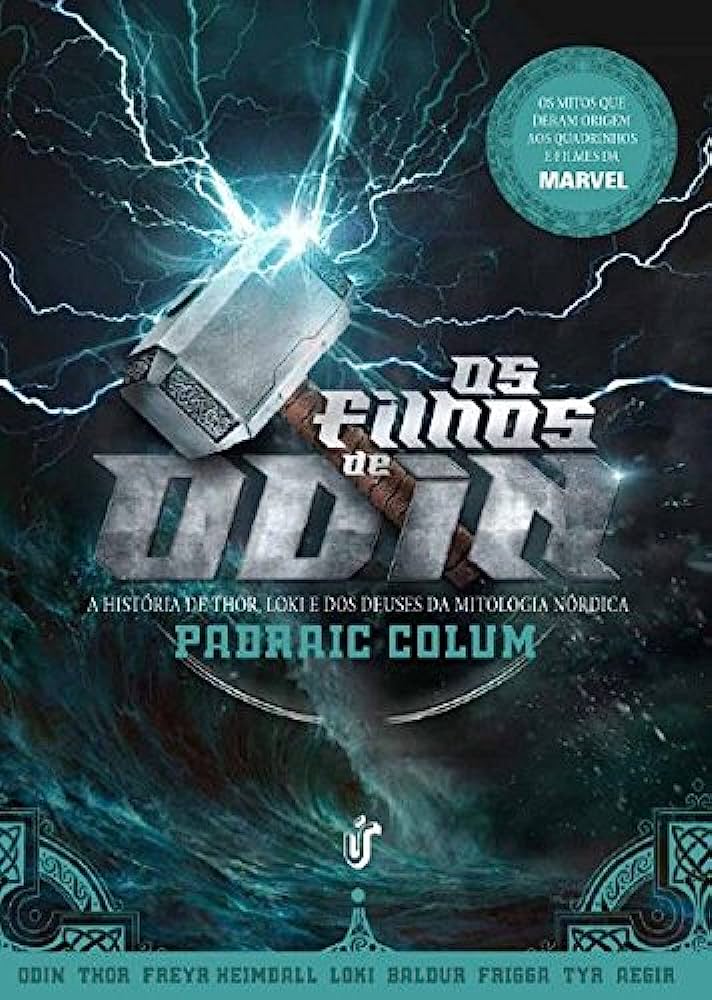 OS MITOS QUE
DERAM ORIGEM
AOS QUADRINHOS
E FILMES DA
MARVEL
OS
FILHOS
de
ODIN
A HISTÓRIA DE THOR, LOKI E DOS DEUSES DA MITOLOGIA NÓRDICA
PADRAIC COLUM
ODIN THOR FREYR HEIMDALL LOKI BALDUR FRIGGA TYR AEGIR